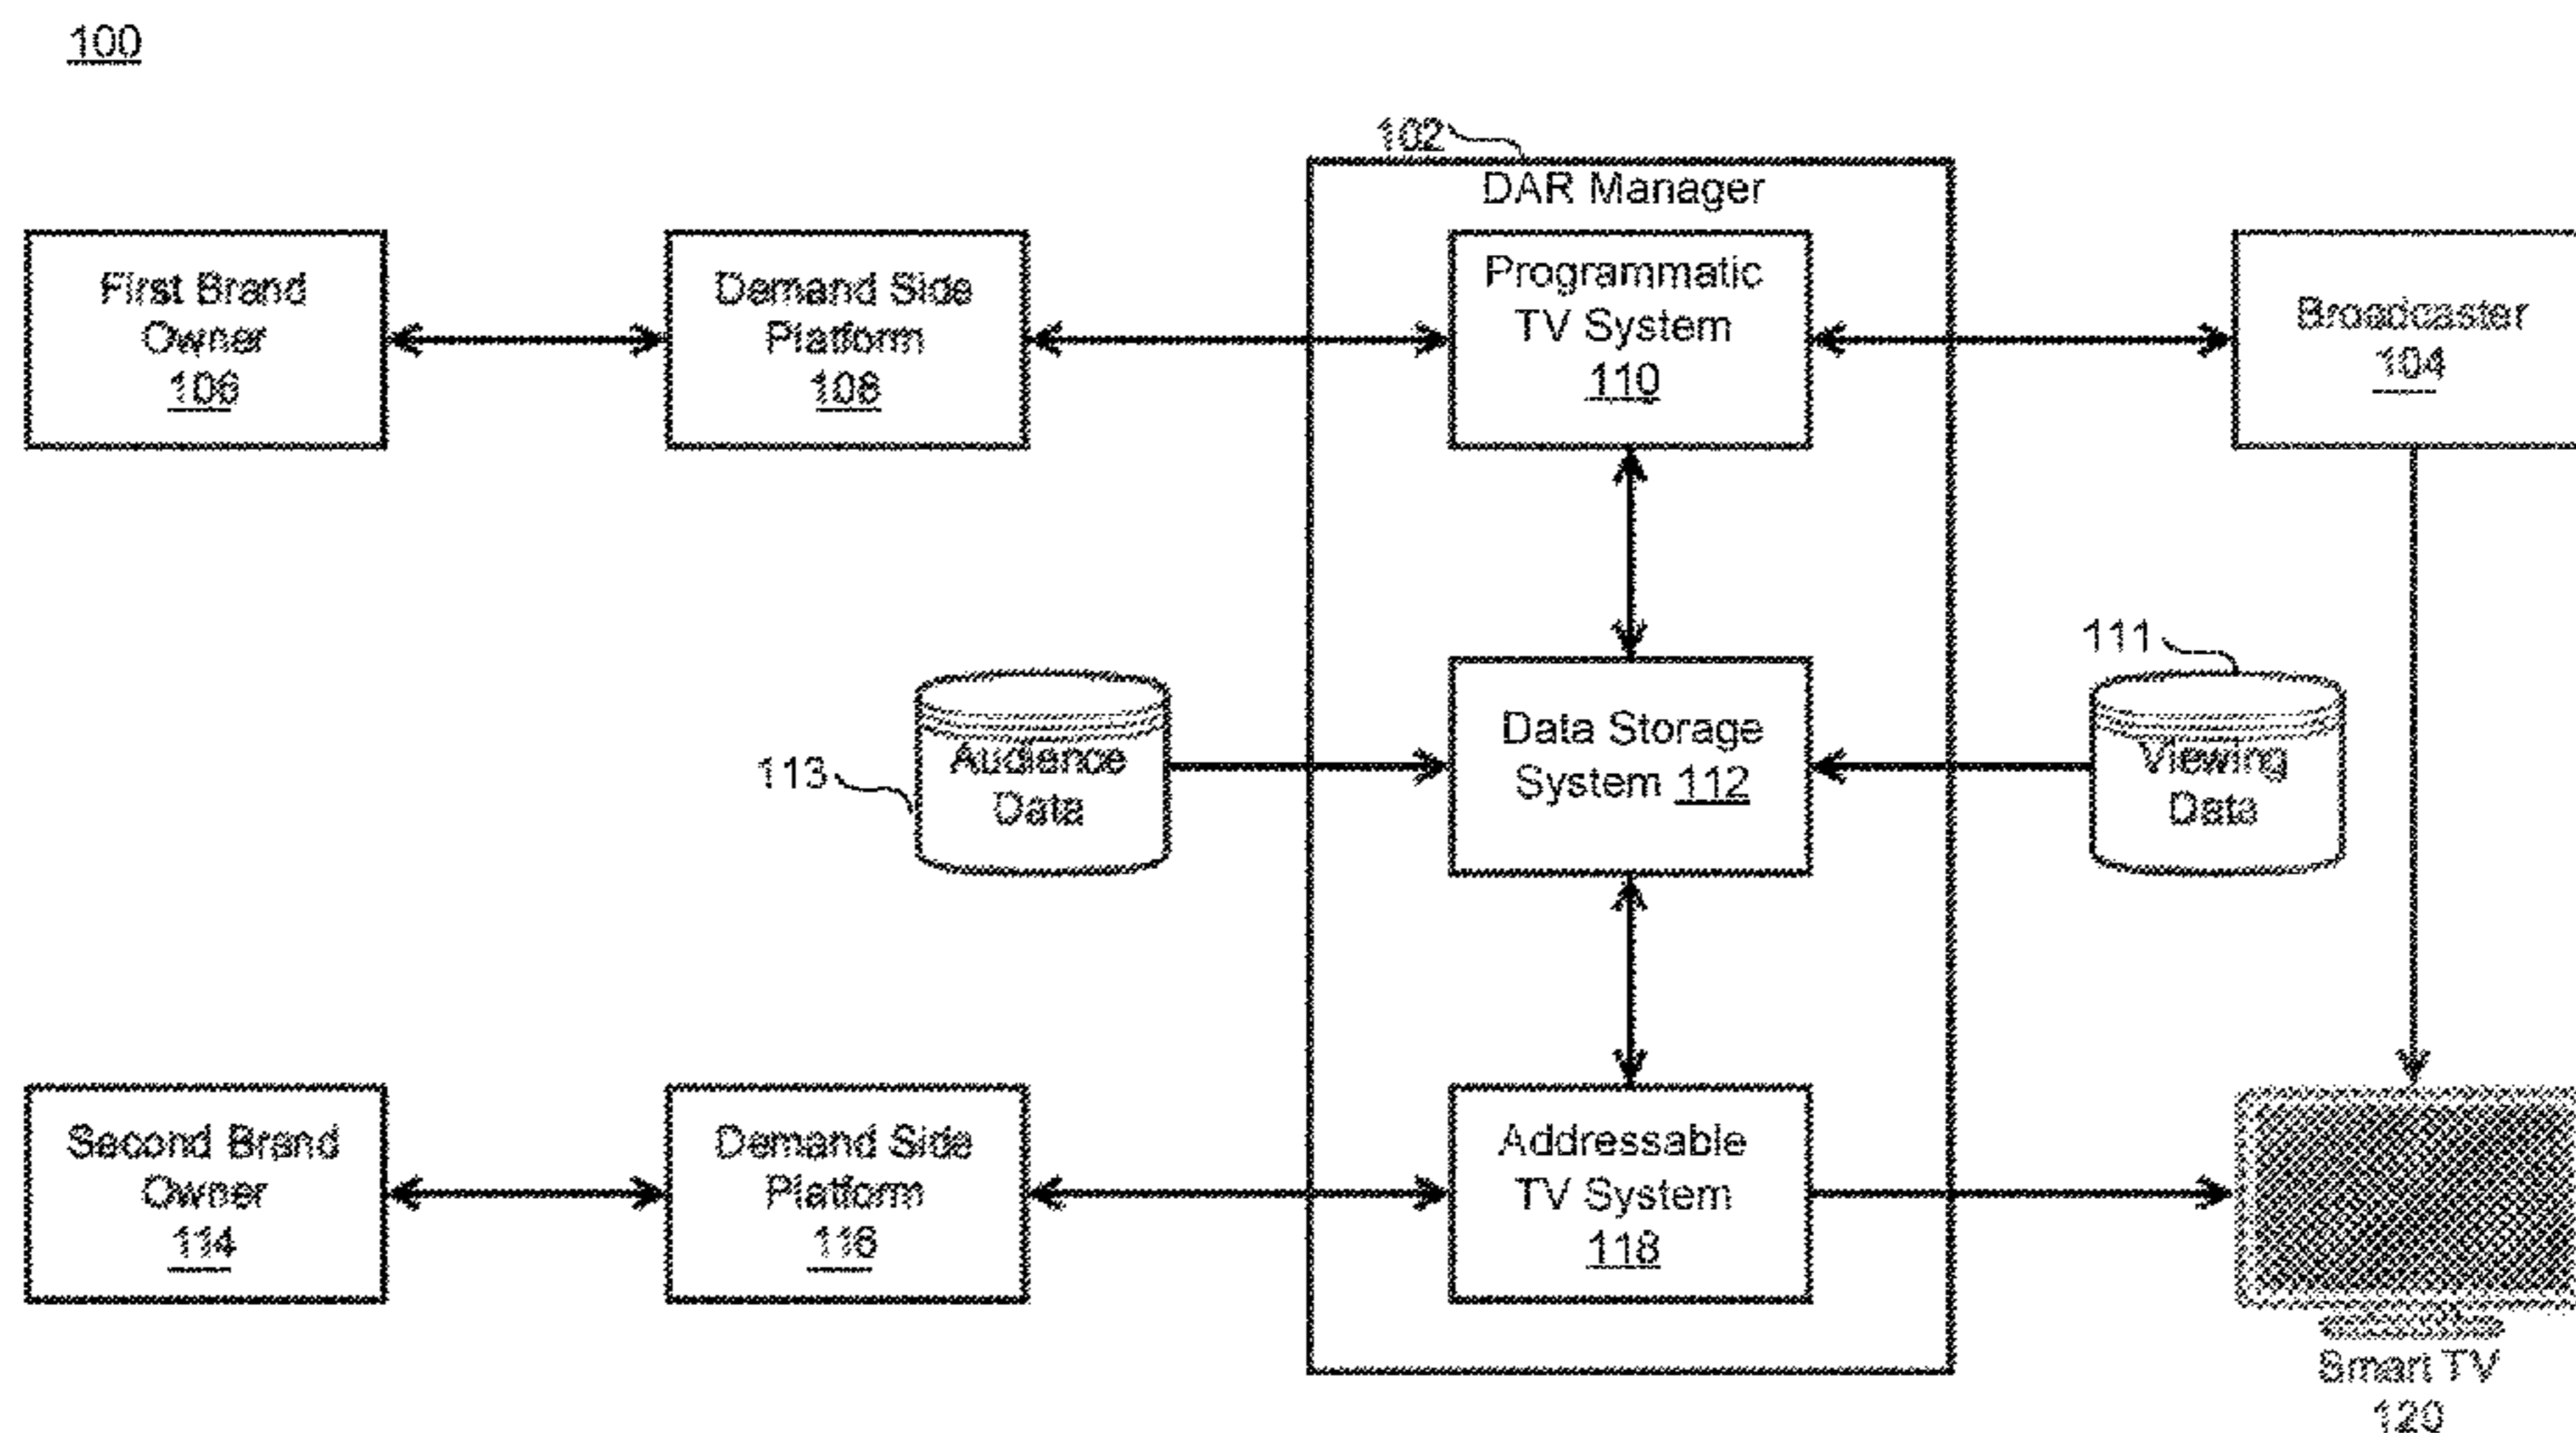 100
102
DAR Manager
First Brand
Owner
106
Demand Side
Platform
108
Programmatic
TV System
110
Broadcaster
104
113
Audience
Data
Data Storage
System 112
111
Viewing
Data
Second Brand
Owner
114
Demand Side
Platform
116
Addressable
TV System
118
Smart TV
120